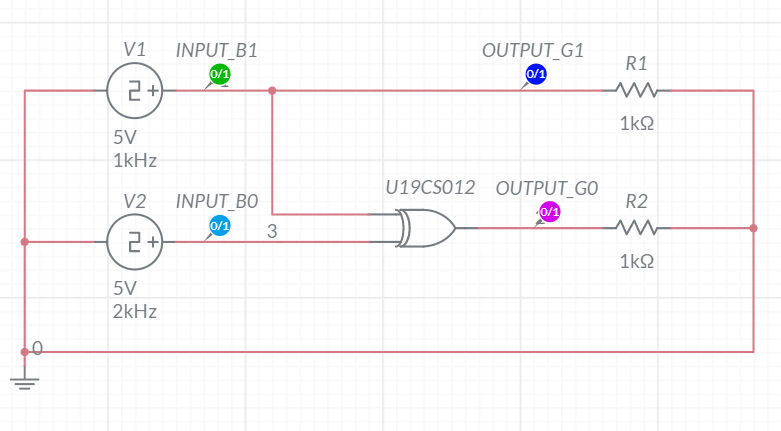 V1
INPUT_B1
0/1
OUTPUT_G1
0/1
R1
5V
1kHz
1kΩ
V2
INPUT_B0
0/1
3
U19CS012
OUTPUT_G0
0/1
R2
5V
2kHz
1kΩ
0